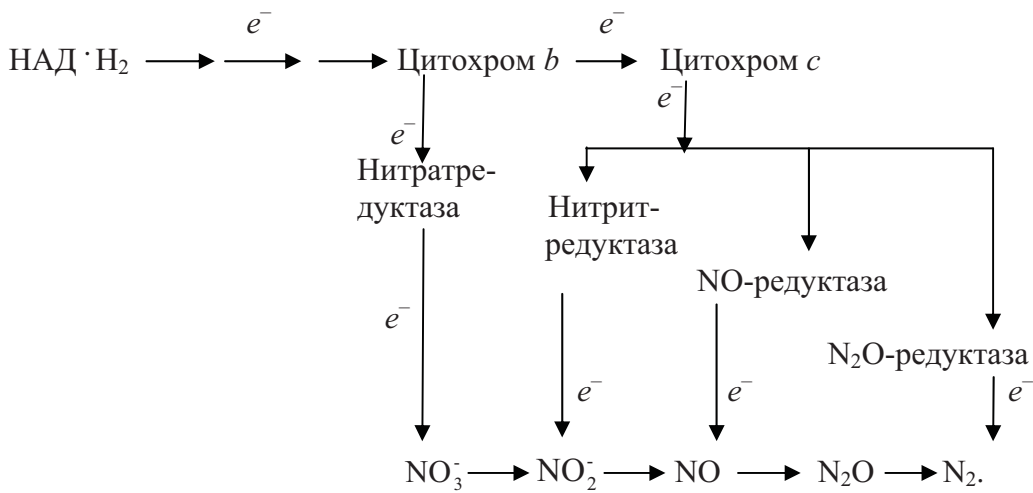 e⁻ e⁻
НАД · H₂ Цитохром b Цитохром c
e⁻
e⁻
Нитратре-
дуктаза
Нитрит-
редуктаза
NO-редуктаза
e⁻
N₂O-редуктаза
e⁻ e⁻ e⁻
NO₃⁻ NO₂⁻ NO N₂O N₂.